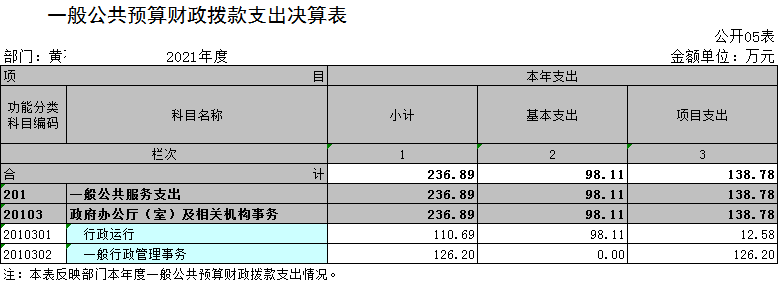 一般公共预算财政拨款支出决算表
公开05表
部门：黄 2021年度 金额单位：万元
项 目 本年支出
功能分类科目编码 科目名称 小计 基本支出 项目支出
栏次 1 2 3
合 计 236.89 98.11 138.78
201 一般公共服务支出 236.89 98.11 138.78
20103 政府办公厅（室）及相关机构事务 236.89 98.11 138.78
2010301 行政运行 110.69 98.11 12.58
2010302 一般行政管理事务 126.20 0.00 126.20
注：本表反映部门本年度一般公共预算财政拨款支出情况。